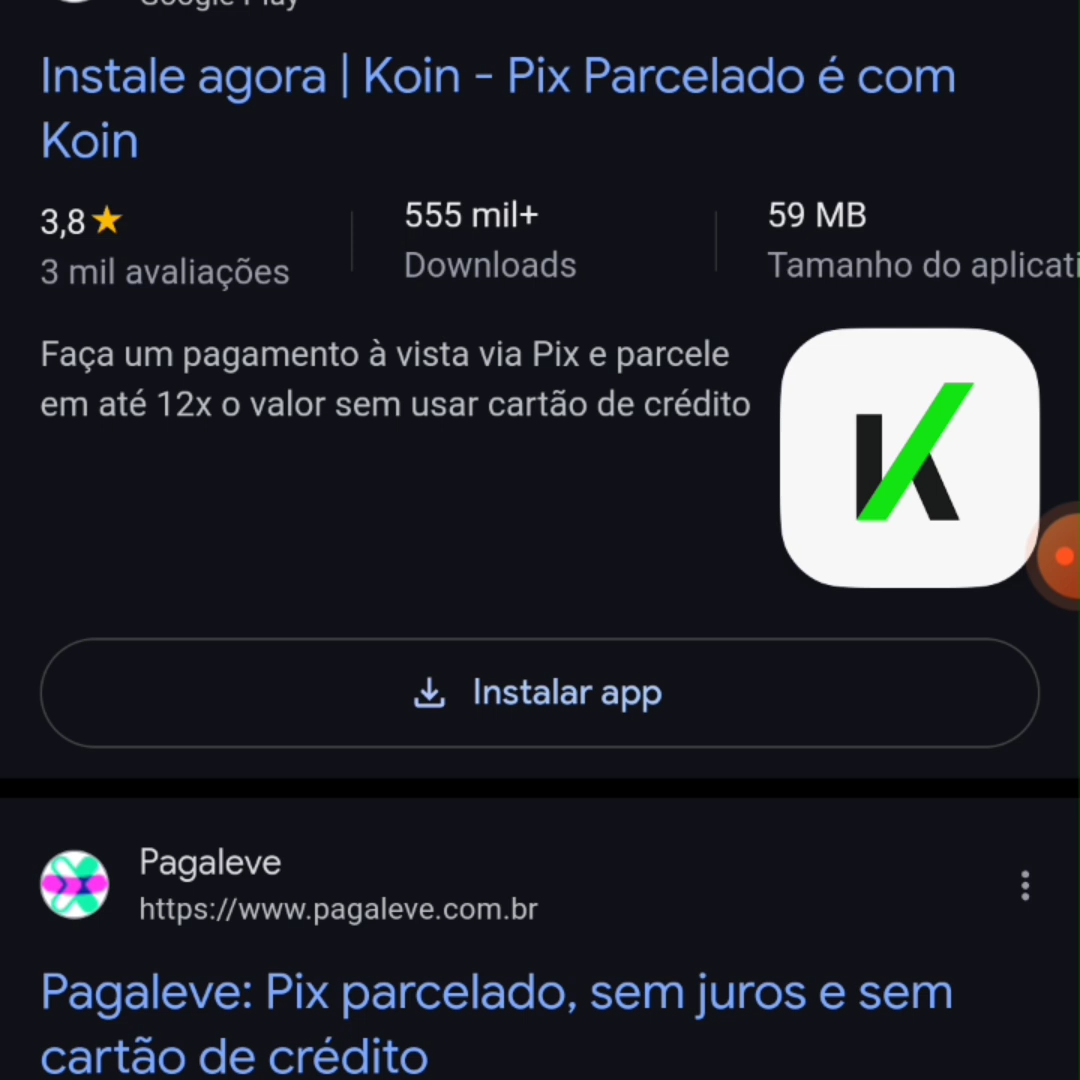 Google Play
Instale agora | Koin - Pix Parcelado é com
Koin
3,8★ 555 mil+ 59 MB
3 mil avaliações Downloads Tamanho do aplicati
Faça um pagamento à vista via Pix e parcele
em até 12x o valor sem usar cartão de crédito
K
Instalar app
Pagaleve
https://www.pagaleve.com.br
Pagaleve: Pix parcelado, sem juros e sem
cartão de crédito